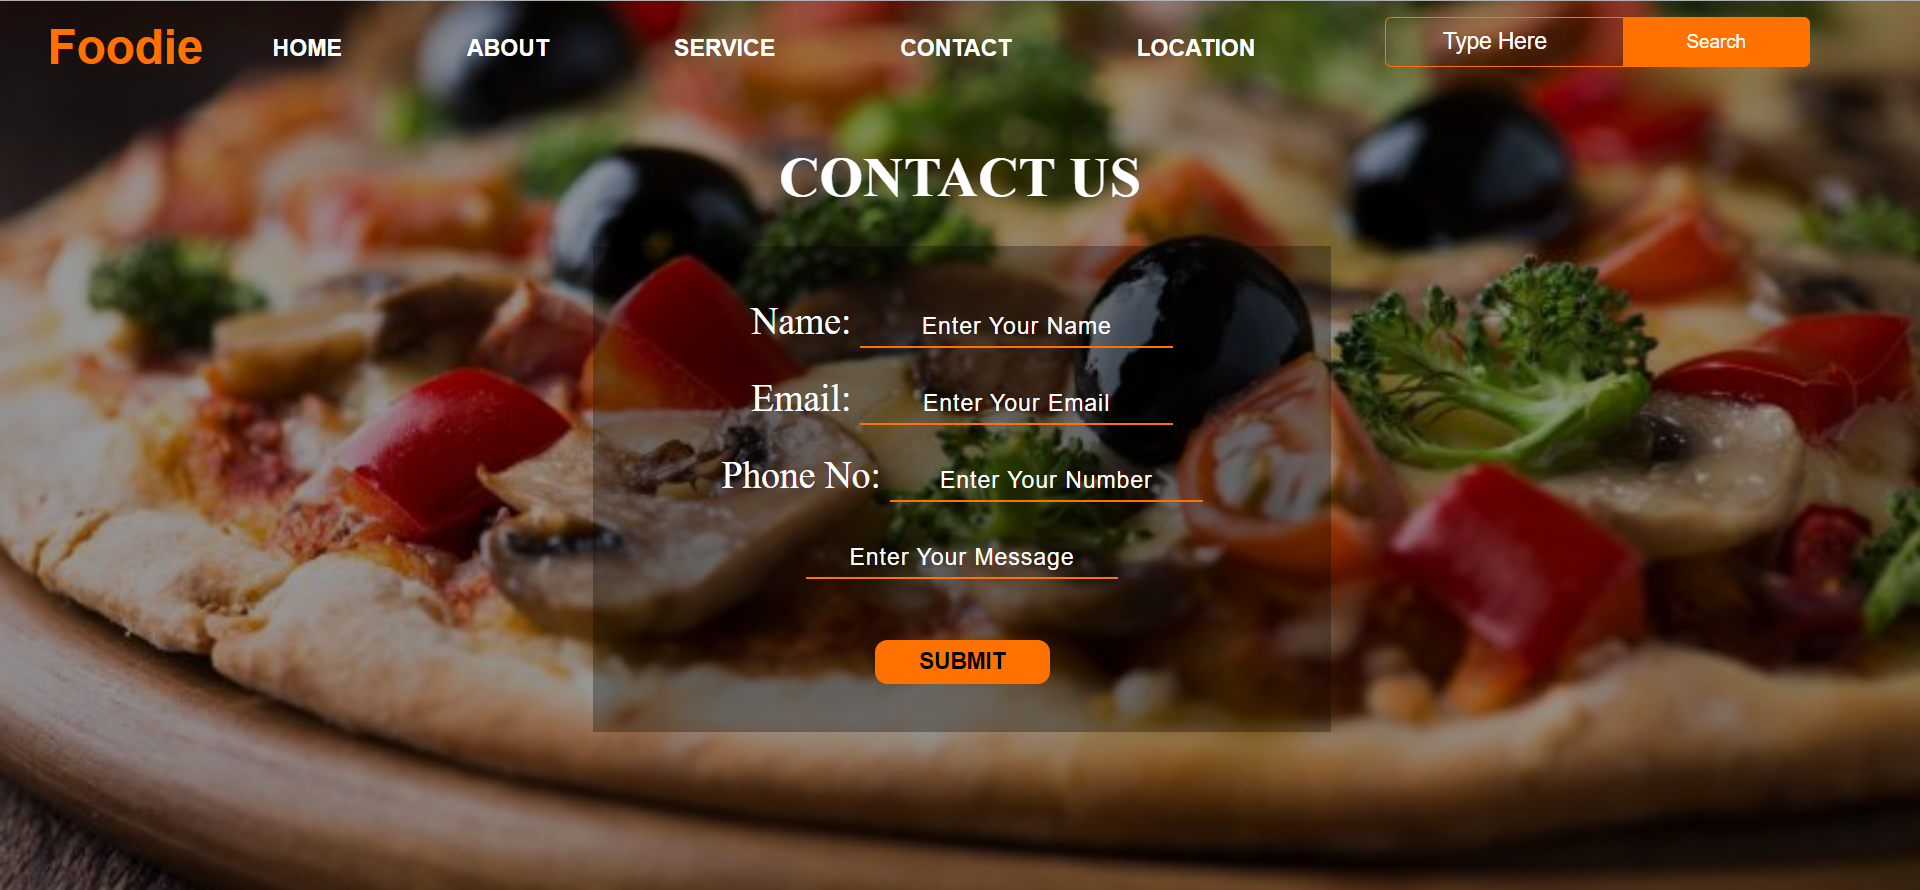 Foodie HOME ABOUT SERVICE CONTACT LOCATION Type Here Search
CONTACT US
Name: Enter Your Name
Email: Enter Your Email
Phone No: Enter Your Number
Enter Your Message
SUBMIT